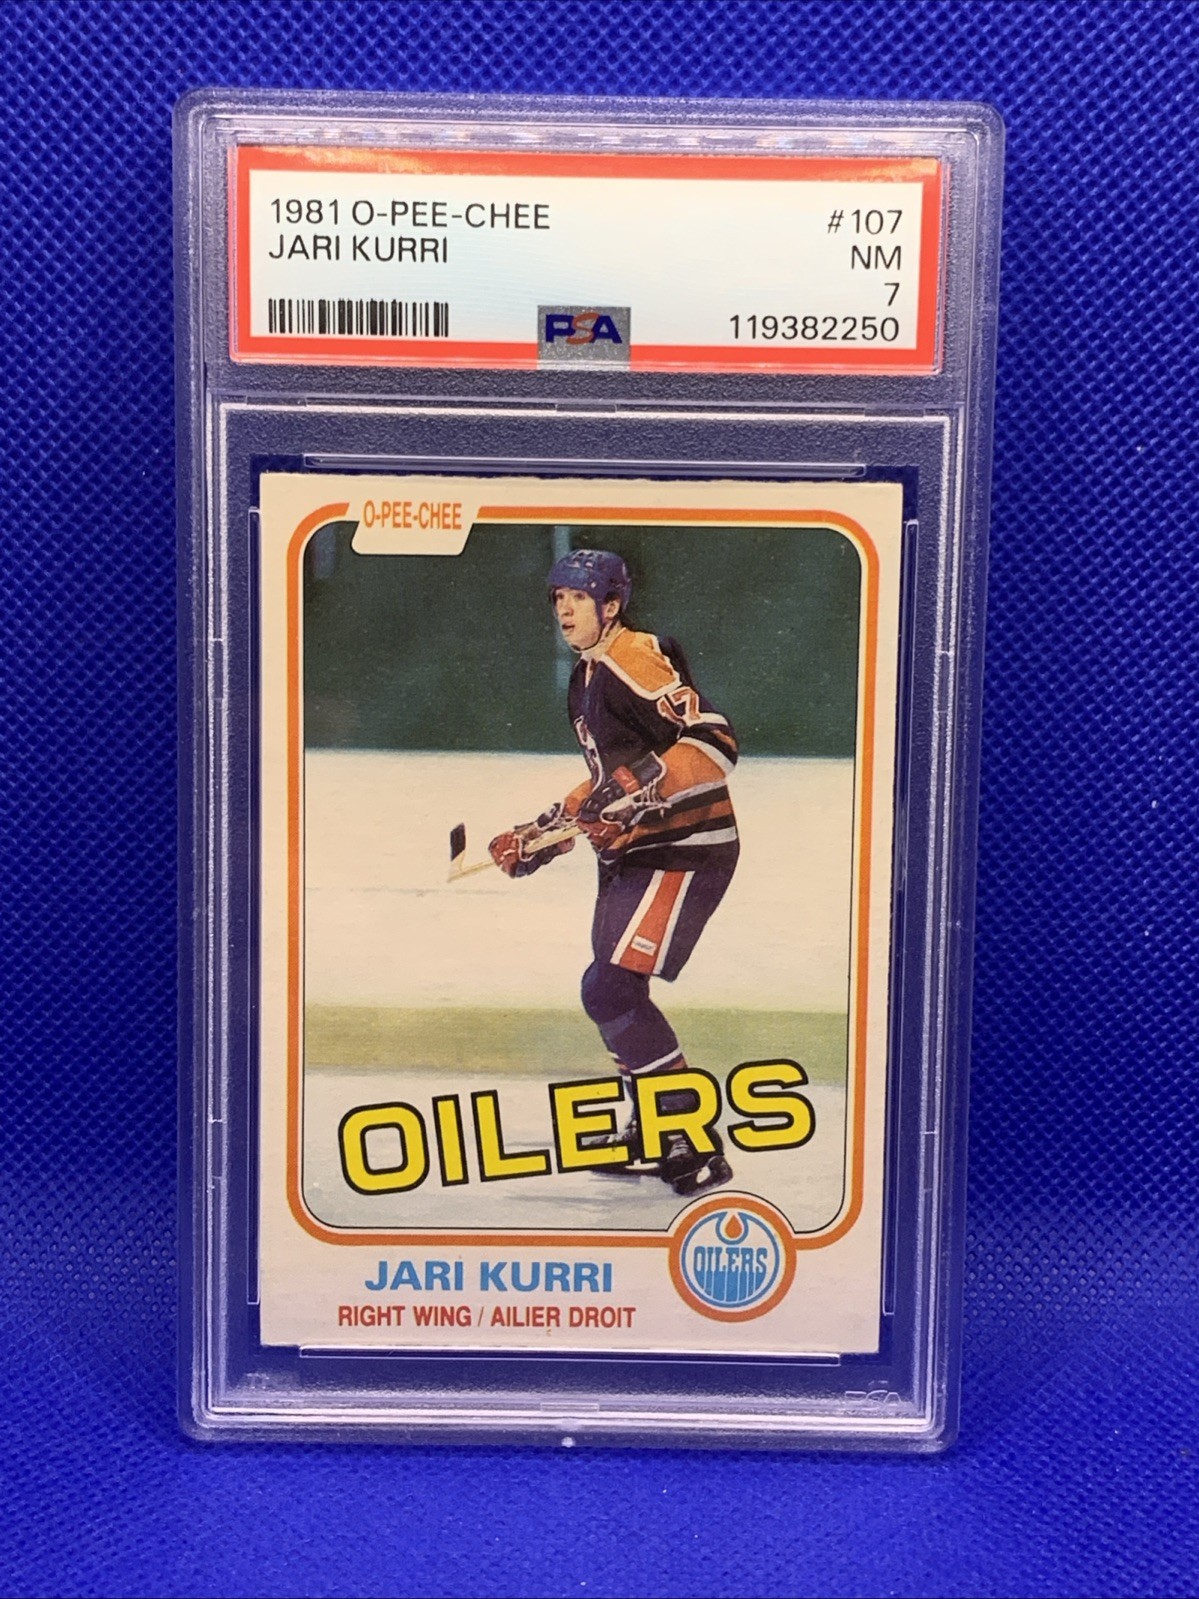 1981 O-PEE-CHEE #107
JARI KURRI NM
7
PSA 119382250
O-PEE-CHEE
17
OILERS
OILERS
JARI KURRI
RIGHT WING / AILIER DROIT
PSA